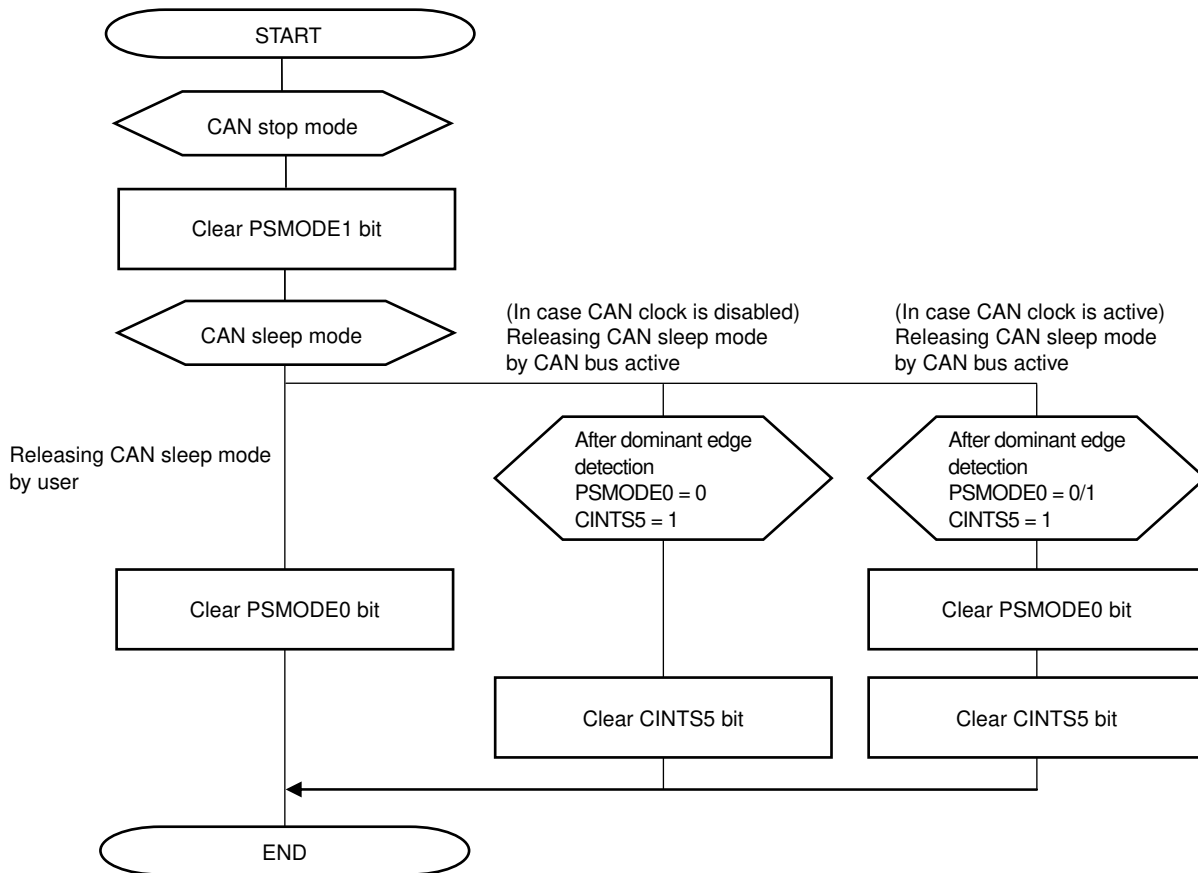 START
CAN stop mode
Clear PSMODE1 bit
CAN sleep mode
(In case CAN clock is disabled)
Releasing CAN sleep mode
by CAN bus active
(In case CAN clock is active)
Releasing CAN sleep mode
by CAN bus active
Releasing CAN sleep mode
by user
After dominant edge
detection
PSMODE0 = 0
CINTS5 = 1
After dominant edge
detection
PSMODE0 = 0/1
CINTS5 = 1
Clear PSMODE0 bit
Clear PSMODE0 bit
Clear CINTS5 bit
Clear CINTS5 bit
END